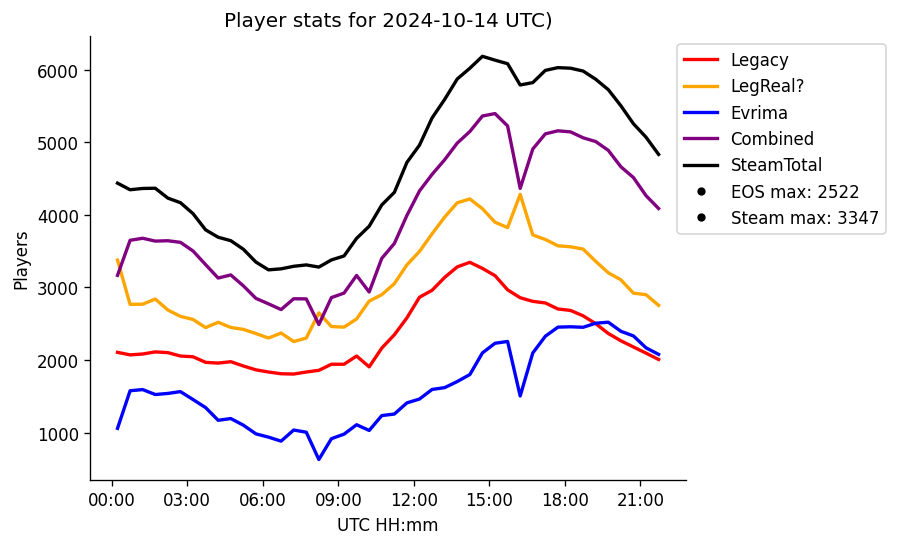 Player stats for 2024-10-14 UTC)
Legacy
LegReal?
Evrima
Combined
SteamTotal
EOS max: 2522
Steam max: 3347
Players
6000
5000
4000
3000
2000
1000
00:00 03:00 06:00 09:00 12:00 15:00 18:00 21:00
UTC HH:mm